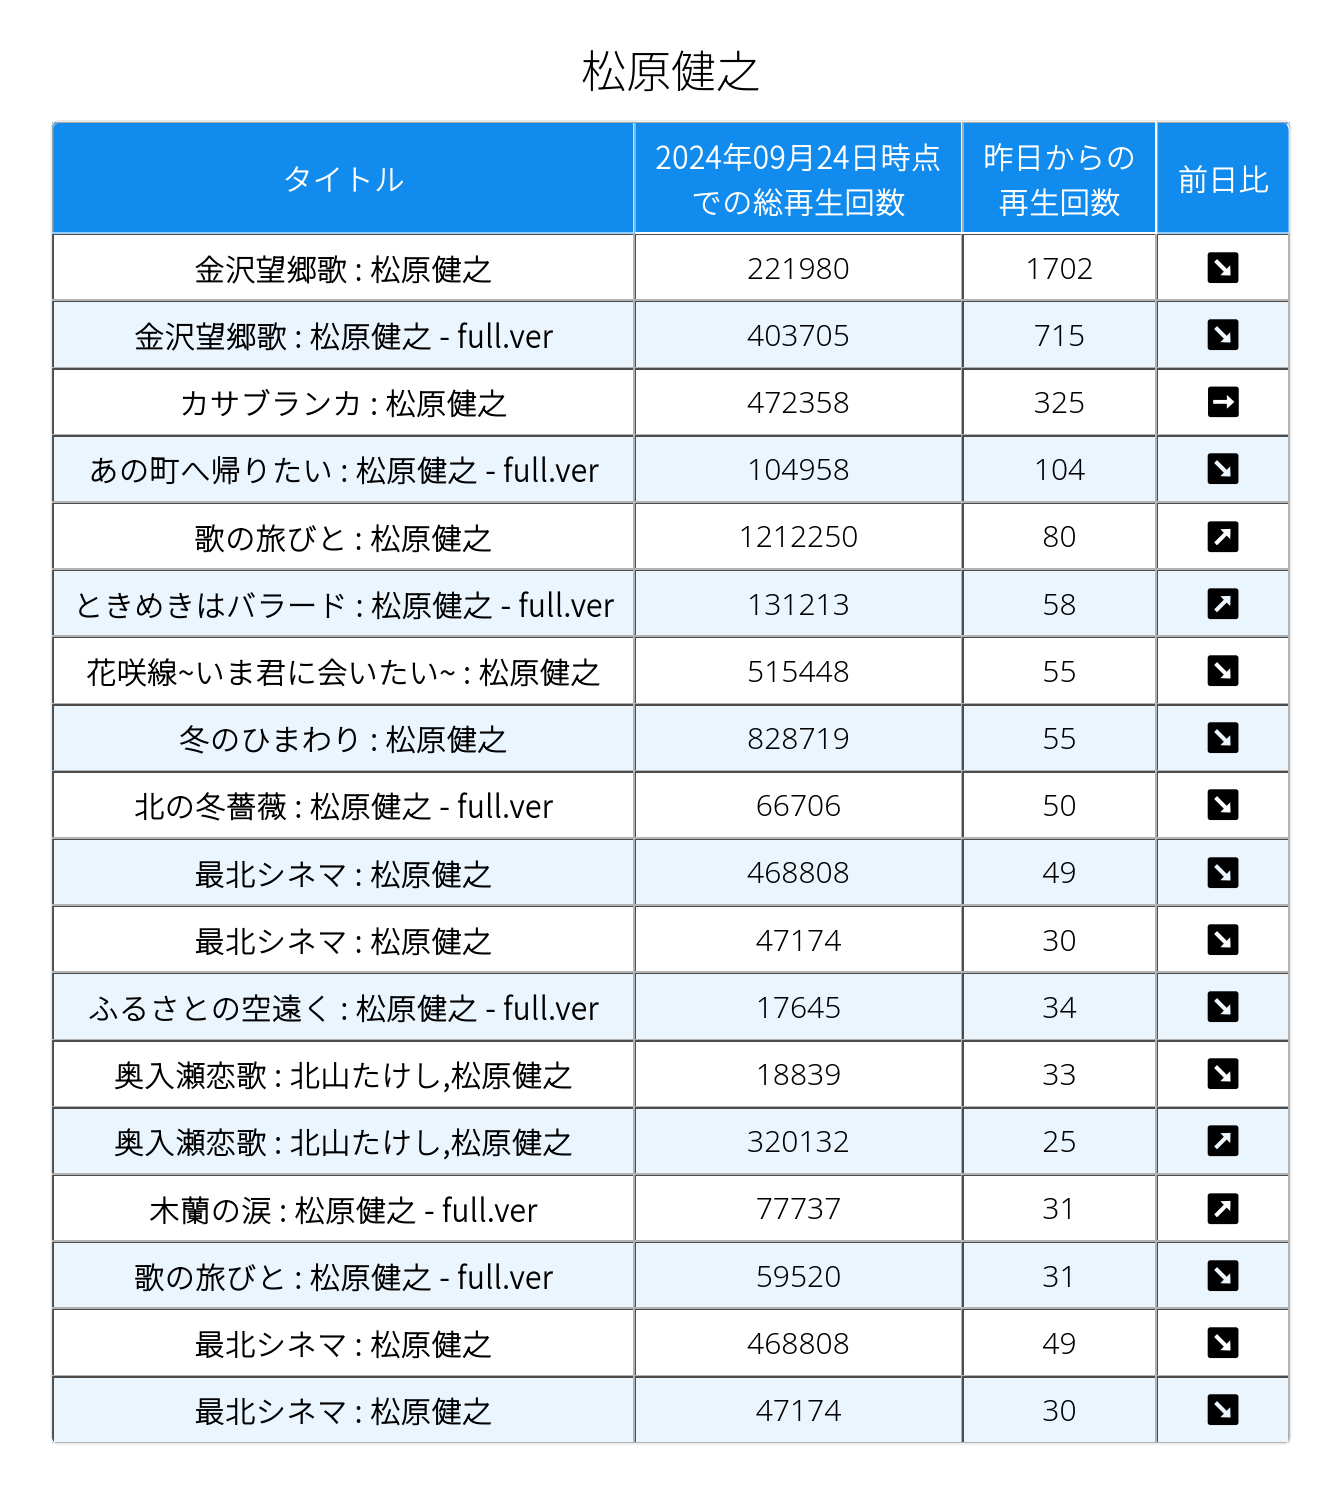 松原健之
タイトル 2024年09月24日時点での総再生回数 昨日からの再生回数 前日比
金沢望郷歌 : 松原健之 221980 1702 ↘
金沢望郷歌 : 松原健之 - full.ver 403705 715 ↘
カサブランカ : 松原健之 472358 325 →
あの町へ帰りたい : 松原健之 - full.ver 104958 104 ↘
歌の旅びと : 松原健之 1212250 80 ↗
ときめきはバラード : 松原健之 - full.ver 131213 58 ↗
花咲線~いま君に会いたい~ : 松原健之 515448 55 ↘
冬のひまわり : 松原健之 828719 55 ↘
北の冬薔薇 : 松原健之 - full.ver 66706 50 ↘
最北シネマ : 松原健之 468808 49 ↘
最北シネマ : 松原健之 47174 30 ↘
ふるさとの空遠く : 松原健之 - full.ver 17645 34 ↘
奥入瀬恋歌 : 北山たけし,松原健之 18839 33 ↘
奥入瀬恋歌 : 北山たけし,松原健之 320132 25 ↗
木蘭の涙 : 松原健之 - full.ver 77737 31 ↗
歌の旅びと : 松原健之 - full.ver 59520 31 ↘
最北シネマ : 松原健之 468808 49 ↘
最北シネマ : 松原健之 47174 30 ↘